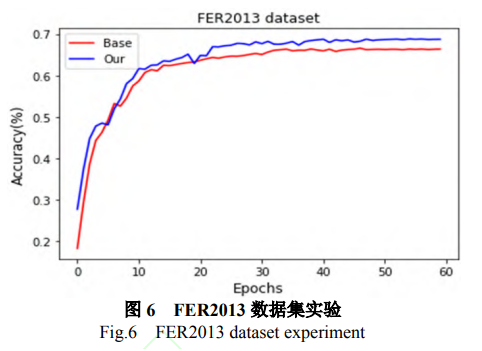 FER2013 dataset
Accuracy(%)
Base
Our
0.7
0.6
0.5
0.4
0.3
0.2
0 10 20 30 40 50 60
Epochs
图 6 FER2013 数据集实验
Fig.6 FER2013 dataset experiment